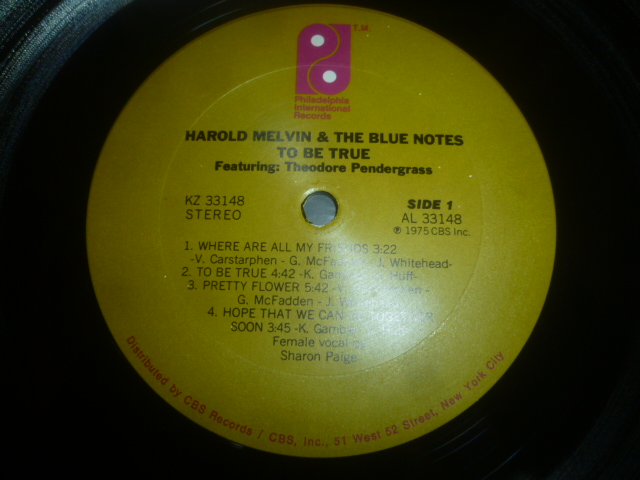 T.M.
Philadelphia
International
Records
HAROLD MELVIN & THE BLUE NOTES
TO BE TRUE
Featuring: Theodore Pendergrass
KZ 33148
STEREO
SIDE 1
AL 33148
℗ 1975 CBS Inc.
1. WHERE ARE ALL MY FRIENDS 3:22
-V. Carstarphen - G. McFadden - J. Whitehead-
2. TO BE TRUE 4:42 -K. Huff-
3. PRETTY FLOWER 5:42
G. McFadden - J.
4. HOPE THAT WE CAN BE TOGETHER
SOON 3:45 -K. Gamble
Female vocal by
Sharon Paige
Distributed by CBS Records / CBS, Inc., 51 West 52 Street, New York City